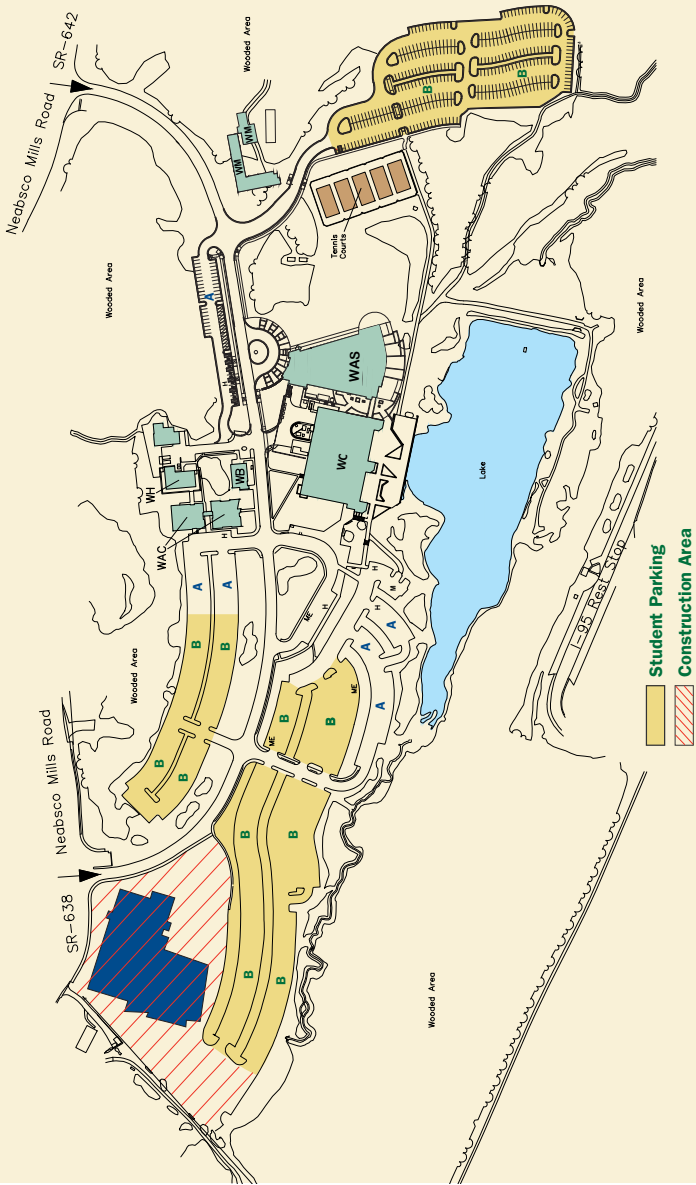 Neabsco Mills Road
SR-642
Wooded Area
Wooded Area
WM
WM
B
B
Tennis
Courts
A
H
WAS
WC
WH
WB
WAC
H
Lake
Wooded Area
I-95 Rest Stop
A
A
B
B
B
B
ME
H
H
M
H
A
A
A
ME
ME
B
B
Wooded Area
Neabsco Mills Road
SR-638
B
B
B
B
Wooded Area
Student Parking
Construction Area